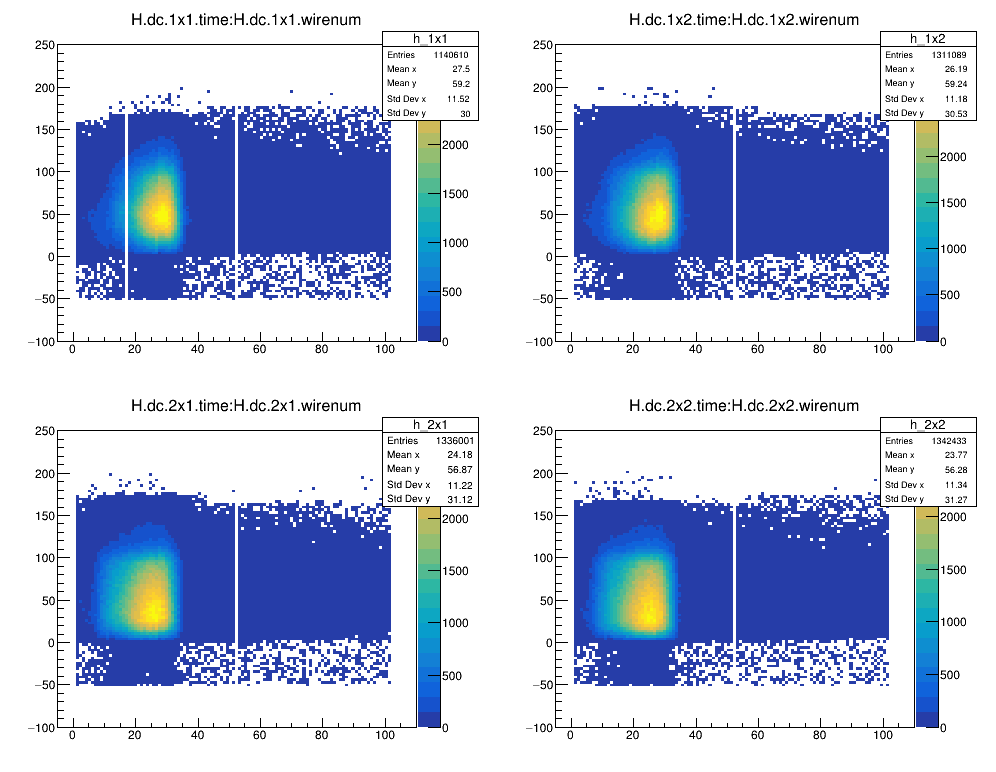 H.dc.1x1.time:H.dc.1x1.wirenum
h_1x1
Entries 1140610
Mean x 27.5
Mean y 59.2
Std Dev x 11.52
Std Dev y 30
250
200
150
100
50
0
−50
−100
0 20 40 60 80 100
2000
1500
1000
500
0
H.dc.1x2.time:H.dc.1x2.wirenum
h_1x2
Entries 1311089
Mean x 26.19
Mean y 59.24
Std Dev x 11.18
Std Dev y 30.53
250
200
150
100
50
0
−50
−100
0 20 40 60 80 100
2000
1500
1000
500
0
H.dc.2x1.time:H.dc.2x1.wirenum
h_2x1
Entries 1336001
Mean x 24.18
Mean y 56.87
Std Dev x 11.22
Std Dev y 31.12
250
200
150
100
50
0
−50
−100
0 20 40 60 80 100
2000
1500
1000
500
0
H.dc.2x2.time:H.dc.2x2.wirenum
h_2x2
Entries 1342433
Mean x 23.77
Mean y 56.28
Std Dev x 11.34
Std Dev y 31.27
250
200
150
100
50
0
−50
−100
0 20 40 60 80 100
2000
1500
1000
500
0